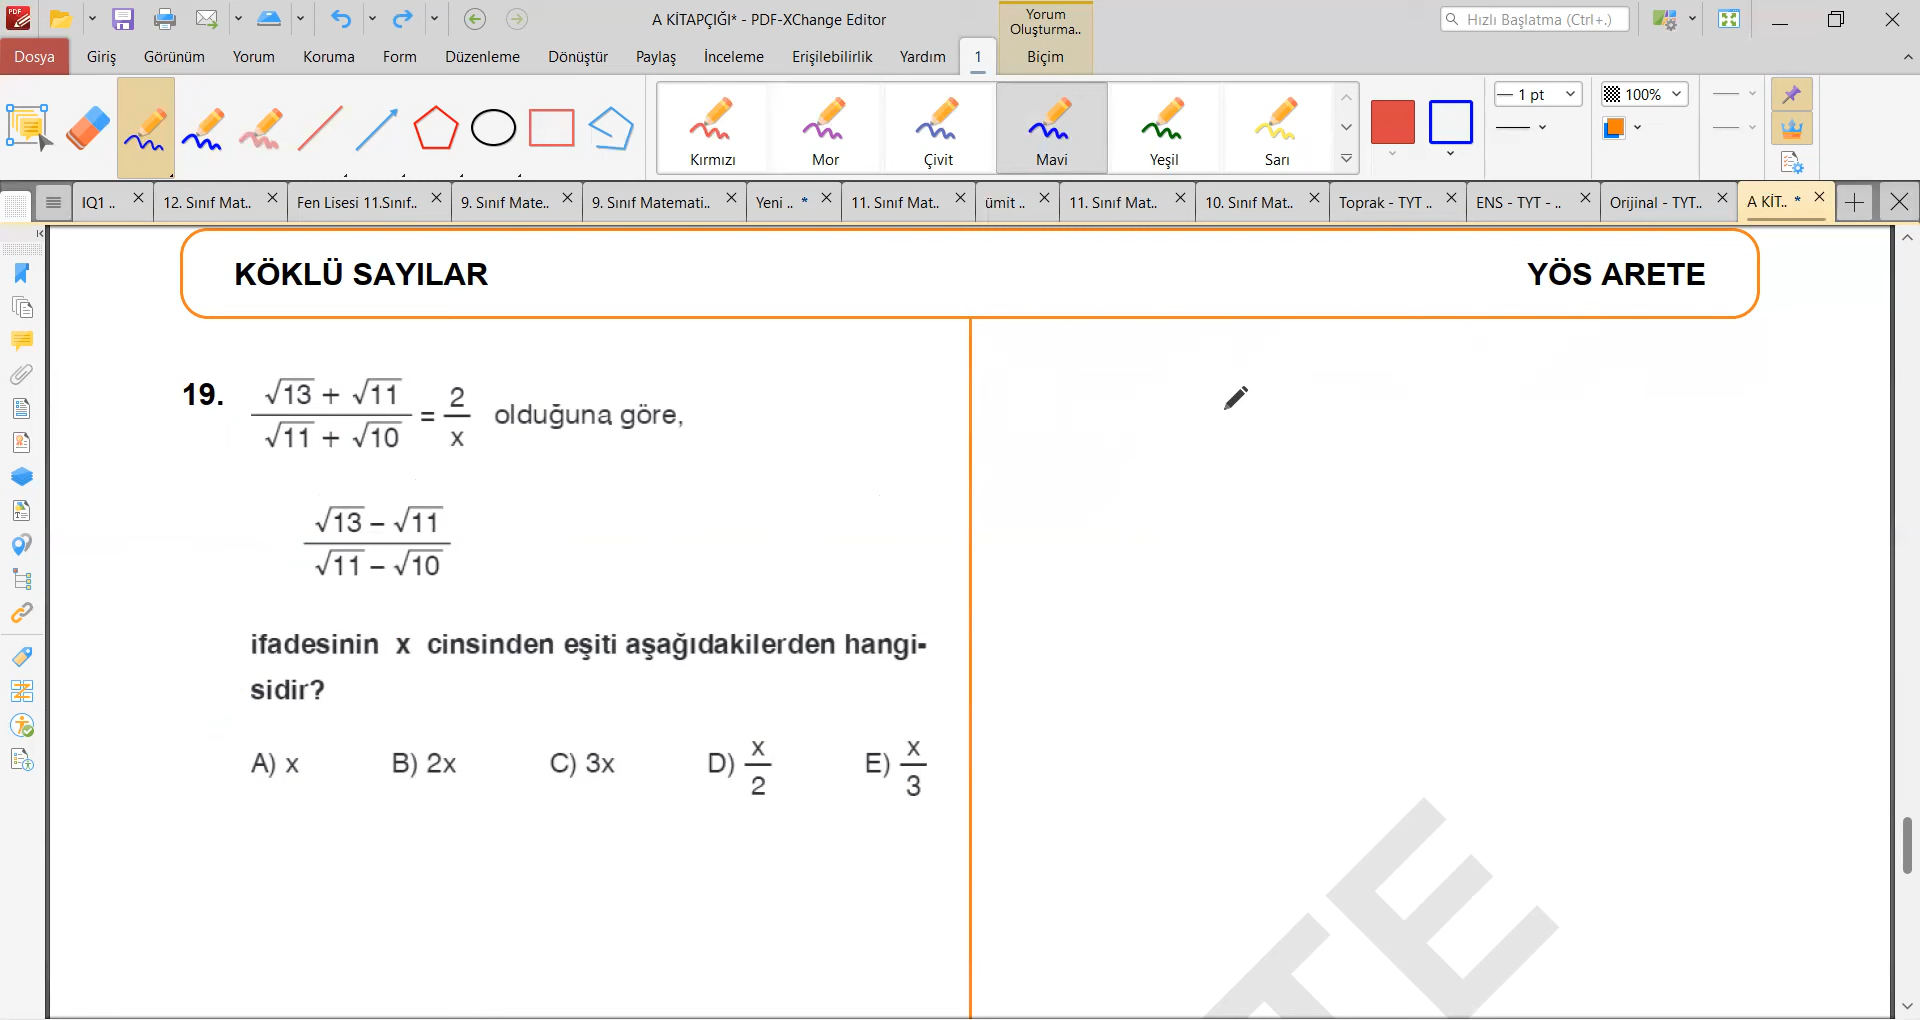 A KİTAPÇIĞI* - PDF-XChange Editor
Yorum
Oluşturma..
Hızlı Başlatma (Ctrl+.)
Dosya Giriş Görünüm Yorum Koruma Form Düzenleme Dönüştür Paylaş İnceleme Erişilebilirlik Yardım 1 Biçim
1 pt 100%
Kırmızı Mor Çivit Mavi Yeşil Sarı
IQ1 .. 12. Sınıf Mat.. Fen Lisesi 11.Sınıf.. 9. Sınıf Mate.. 9. Sınıf Matemati.. Yeni .. * 11. Sınıf Mat.. ümit .. 11. Sınıf Mat.. 10. Sınıf Mat.. Toprak - TYT .. ENS - TYT - .. Orijinal - TYT.. A KİT.. *
KÖKLÜ SAYILAR YÖS ARETE
19. (√13 + √11)/(√11 + √10) = 2/x olduğuna göre,
(√13 – √11)/(√11 – √10)
ifadesinin x cinsinden eşiti aşağıdakilerden hangi-
sidir?
A) x B) 2x C) 3x D) x/2 E) x/3
TE